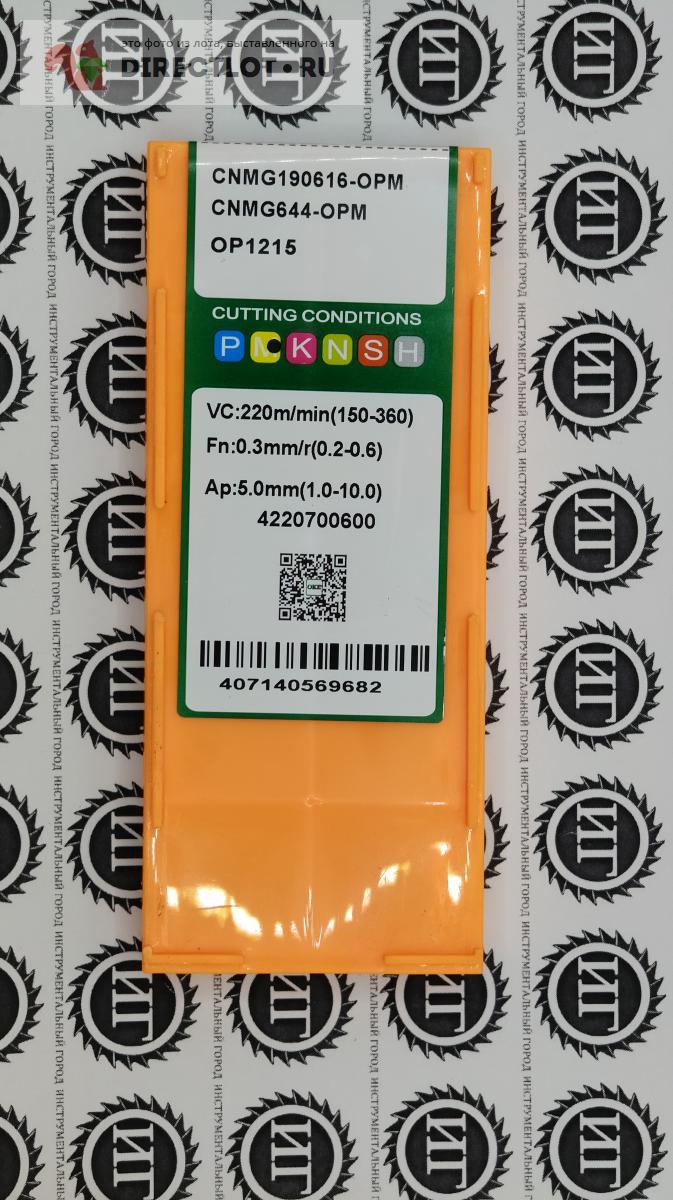 это фото из лота, выставленного на
DIRECTLOT.RU
CNMG190616-OPM
CNMG644-OPM
OP1215
CUTTING CONDITIONS
P M K N S H
VC:220m/min(150-360)
Fn:0.3mm/r(0.2-0.6)
Ap:5.0mm(1.0-10.0)
4220700600
407140569682
ИГ
ИНСТРУМЕНТАЛЬНЫЙ ГОРОД